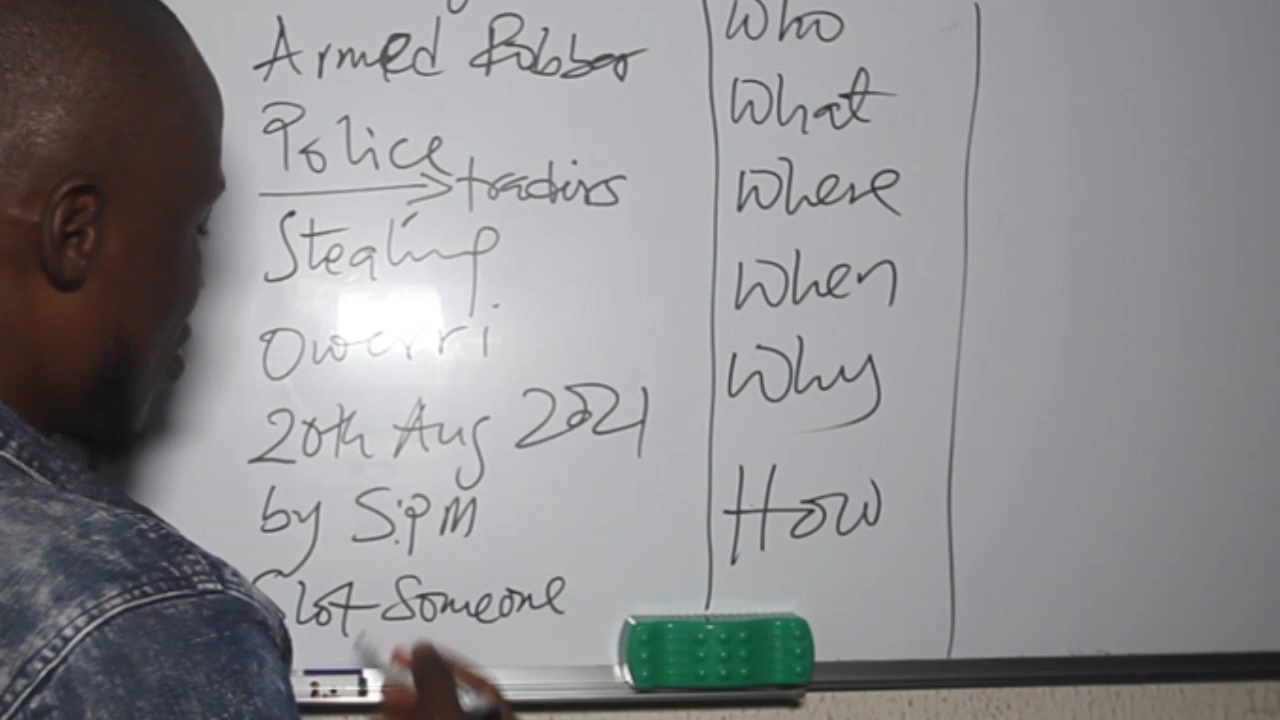 Armed Robber
Police
traders
Stealing
Owerri
20th Aug 2021
by 5:PM
Someone
Who
What
Where
When
Why
How